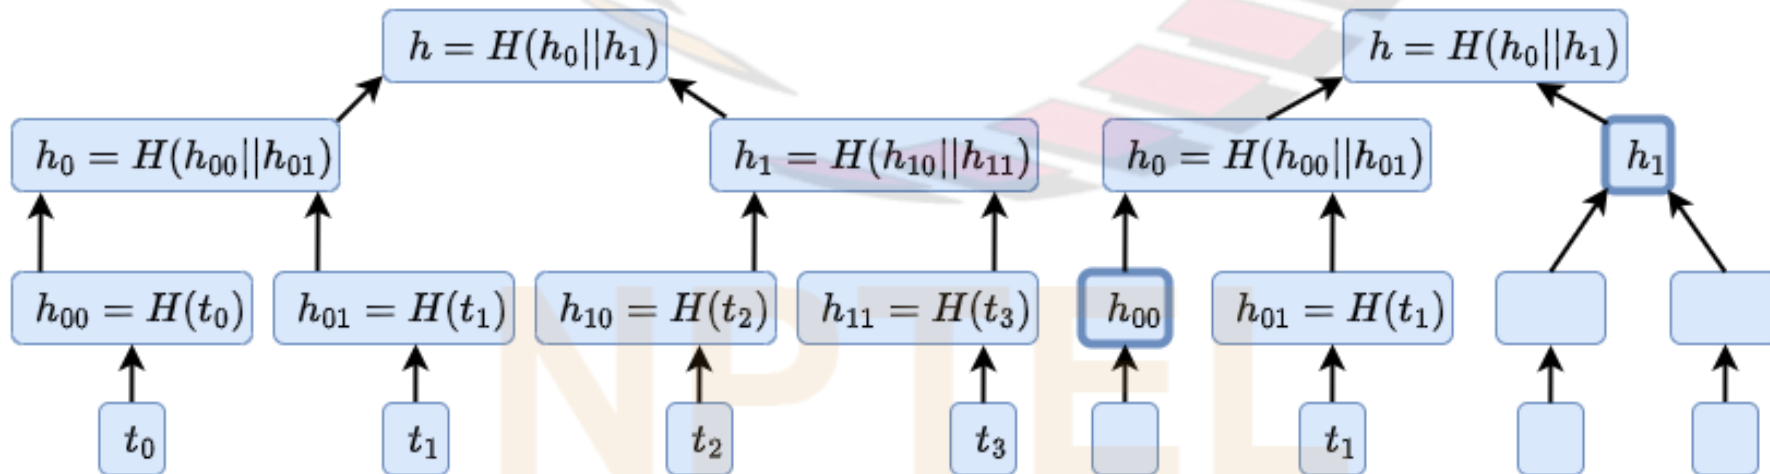 h = H(h₀||h₁)
h = H(h₀||h₁)
h₀ = H(h₀₀||h₀₁)
h₁ = H(h₁₀||h₁₁)
h₀ = H(h₀₀||h₀₁)
h₁
h₀₀ = H(t₀)
h₀₁ = H(t₁)
h₁₀ = H(t₂)
h₁₁ = H(t₃)
h₀₀
h₀₁ = H(t₁)
t₀
t₁
t₂
t₃
t₁
NPTEL